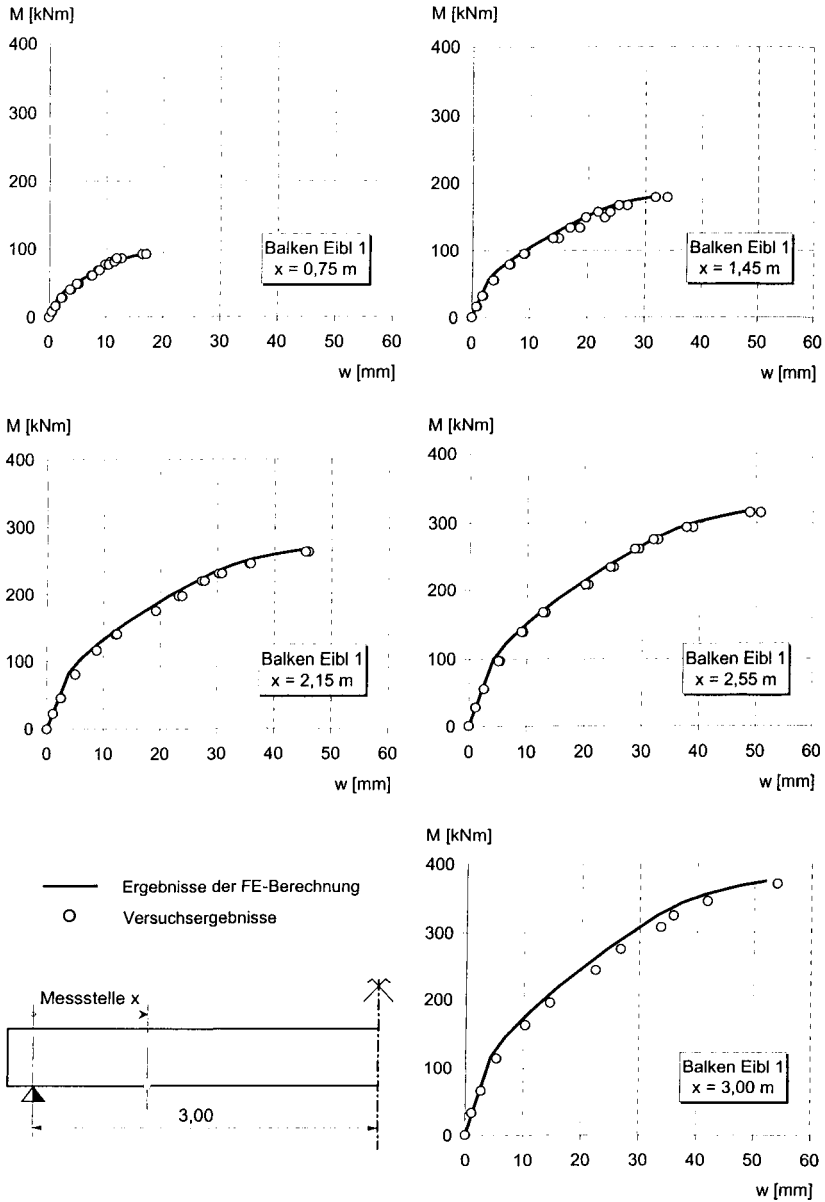 M [kNm]
400
300
200
100
0
0 10 20 30 40 50 60
w [mm]
Balken Eibl 1
x = 0,75 m
M [kNm]
400
300
200
100
0
0 10 20 30 40 50 60
w [mm]
Balken Eibl 1
x = 1,45 m
M [kNm]
400
300
200
100
0
0 10 20 30 40 50 60
w [mm]
Balken Eibl 1
x = 2,15 m
M [kNm]
400
300
200
100
0
0 10 20 30 40 50 60
w [mm]
Balken Eibl 1
x = 2,55 m
Ergebnisse der FE-Berechnung
Versuchsergebnisse
Messstelle x
3,00
M [kNm]
400
300
200
100
0
0 10 20 30 40 50 60
w [mm]
Balken Eibl 1
x = 3,00 m